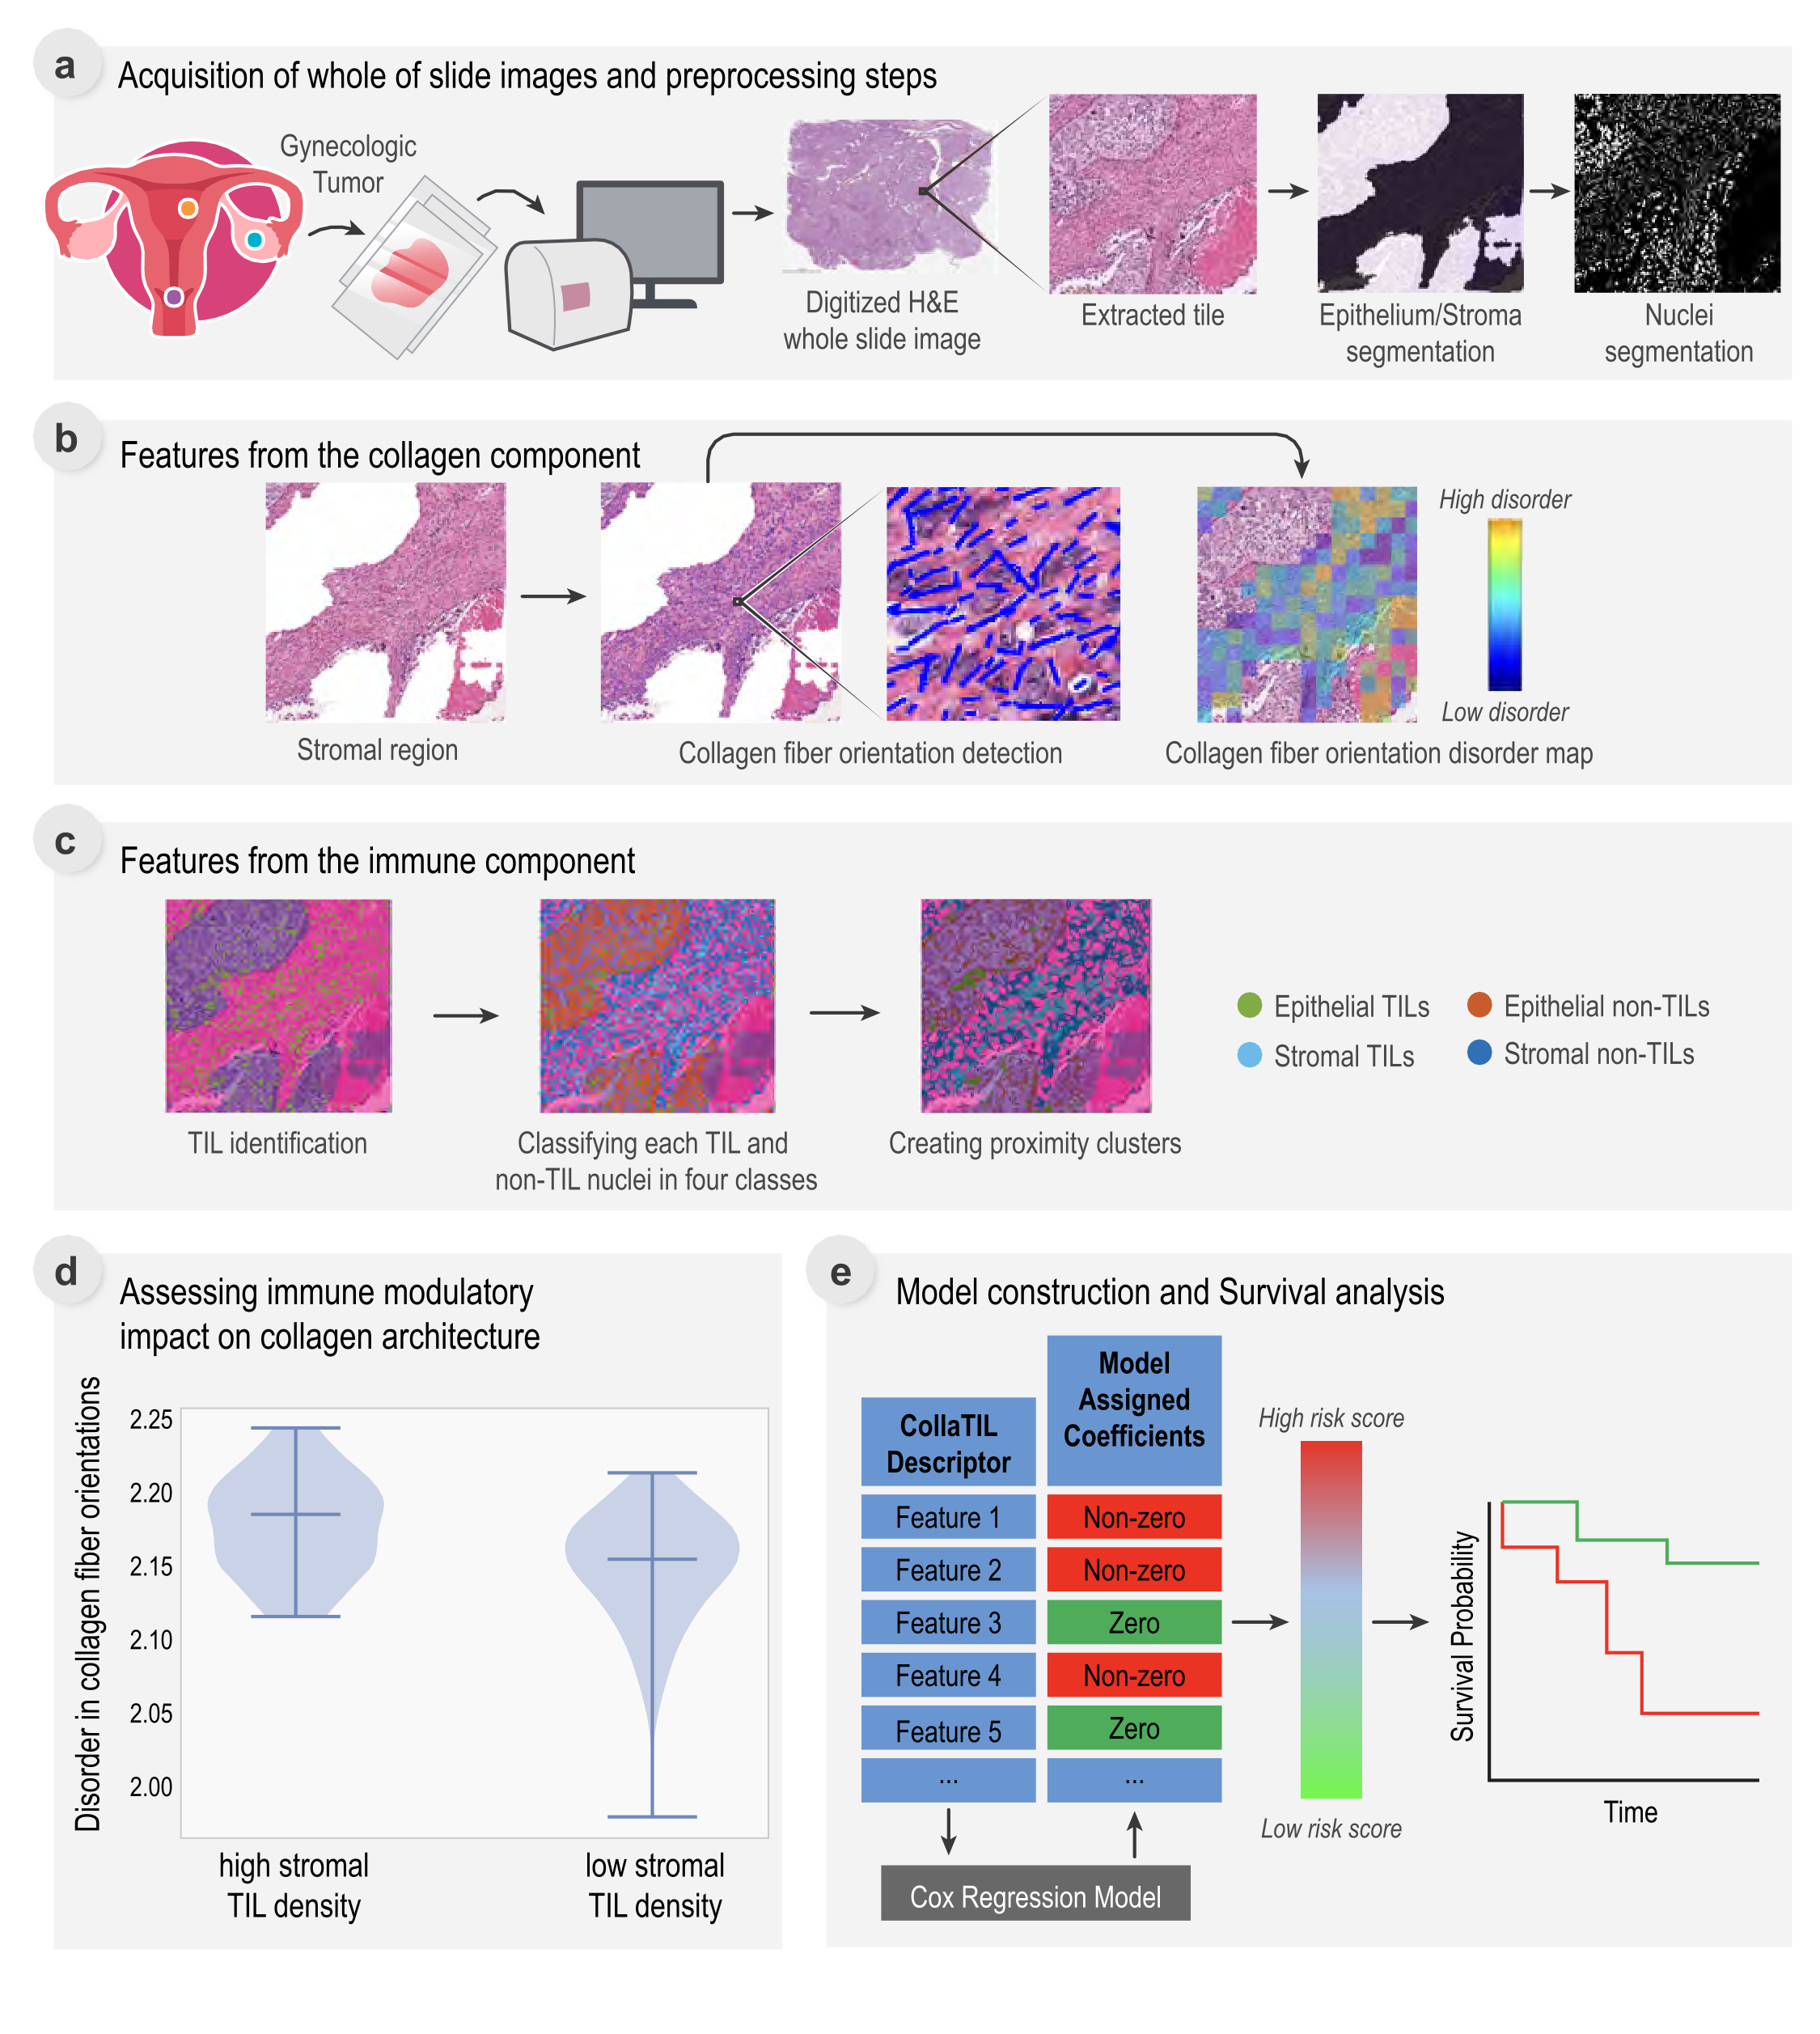 a
Acquisition of whole of slide images and preprocessing steps
Gynecologic
Tumor
Digitized H&E
whole slide image
Extracted tile
Epithelium/Stroma
segmentation
Nuclei
segmentation
b
Features from the collagen component
High disorder
Low disorder
Stromal region
Collagen fiber orientation detection
Collagen fiber orientation disorder map
c
Features from the immune component
Epithelial TILs
Epithelial non-TILs
Stromal TILs
Stromal non-TILs
TIL identification
Classifying each TIL and
non-TIL nuclei in four classes
Creating proximity clusters
d
Assessing immune modulatory
impact on collagen architecture
Disorder in collagen fiber orientations
2.25
2.20
2.15
2.10
2.05
2.00
high stromal
TIL density
low stromal
TIL density
e
Model construction and Survival analysis
CollaTIL
Descriptor
Model
Assigned
Coefficients
Feature 1
Non-zero
Feature 2
Non-zero
Feature 3
Zero
Feature 4
Non-zero
Feature 5
Zero
...
...
Cox Regression Model
High risk score
Low risk score
Survival Probability
Time